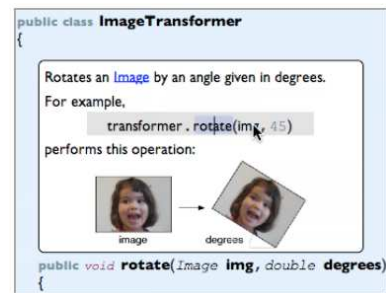 public class ImageTransformer
{
Rotates an Image by an angle given in degrees.
For example,
transformer . rotate(img, 45)
performs this operation:
image degrees
public void rotate(Image img, double degrees)
{